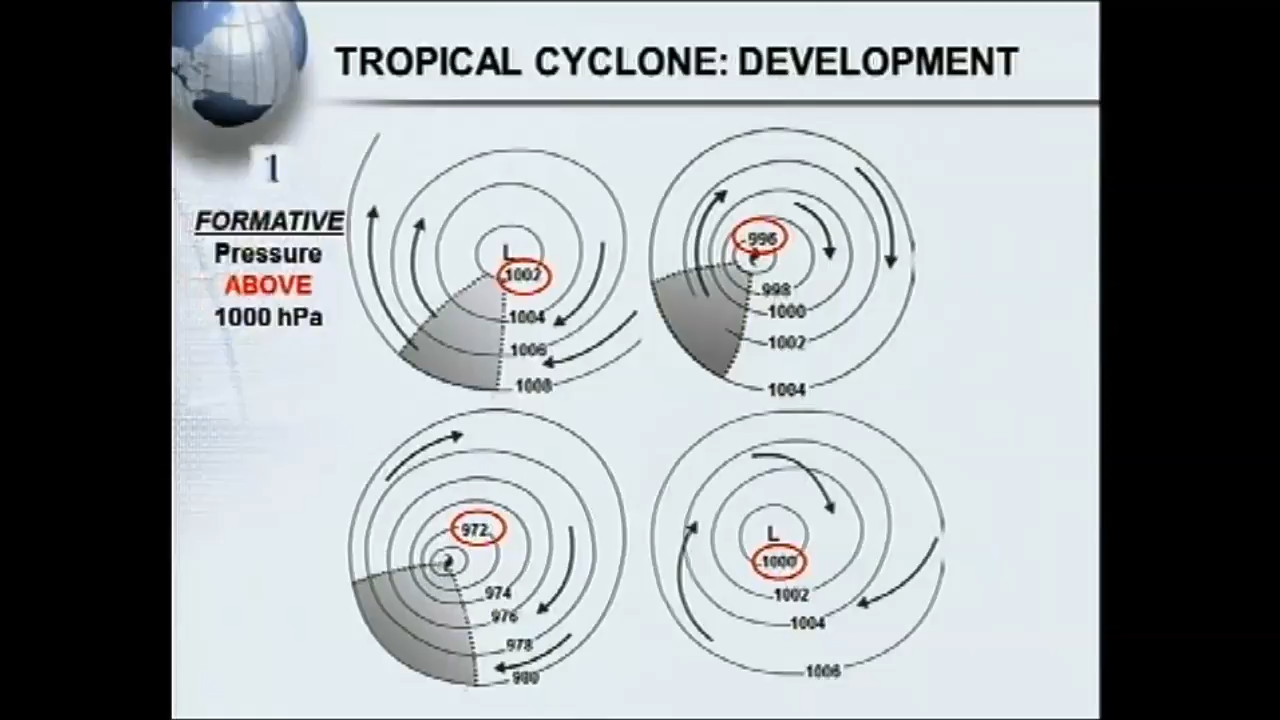 TROPICAL CYCLONE: DEVELOPMENT
1
FORMATIVE
Pressure
ABOVE
1000 hPa
L
1002
1004
1006
1008
996
998
1000
1002
1004
972
974
976
978
980
L
1000
1002
1004
1006